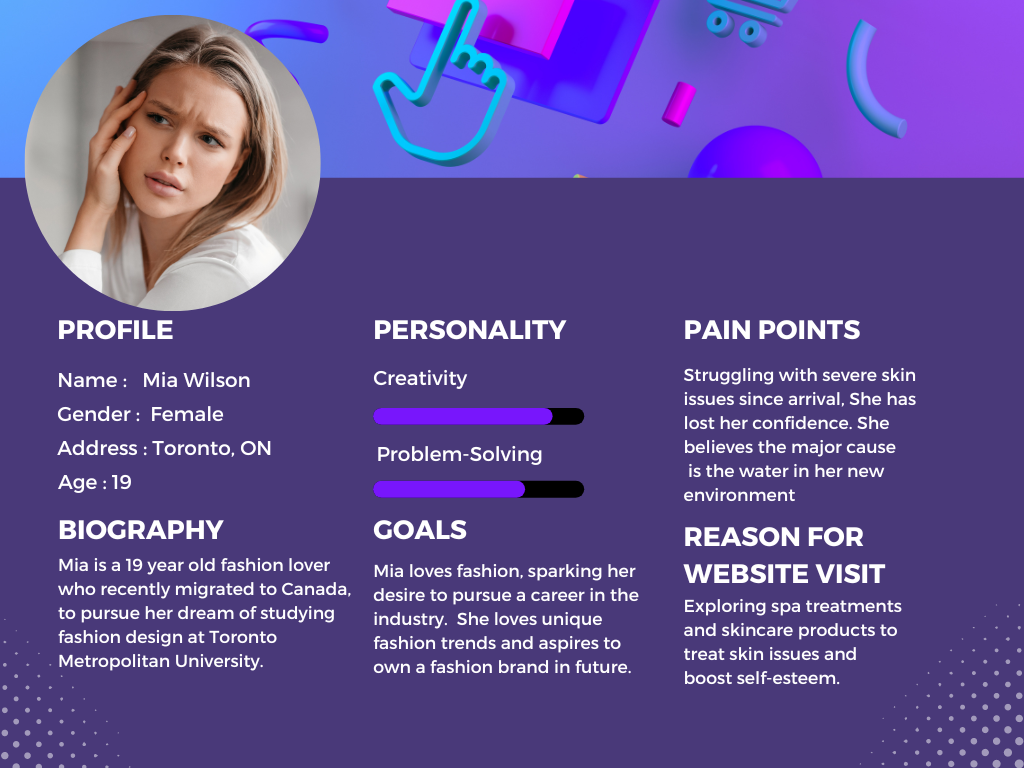 PROFILE
Name :   Mia Wilson
Gender :  Female
Address : Toronto, ON
Age : 19
BIOGRAPHY
Mia is a 19 year old fashion lover
who recently migrated to Canada,
to pursue her dream of studying
fashion design at Toronto
Metropolitan University.
PERSONALITY
Creativity
Problem-Solving
GOALS
Mia loves fashion, sparking her
desire to pursue a career in the
industry.  She loves unique
fashion trends and aspires to
own a fashion brand in future.
PAIN POINTS
Struggling with severe skin
issues since arrival, She has
lost her confidence. She
believes the major cause
is the water in her new
environment
REASON FOR
WEBSITE VISIT
Exploring spa treatments
and skincare products to
treat skin issues and
boost self-esteem.